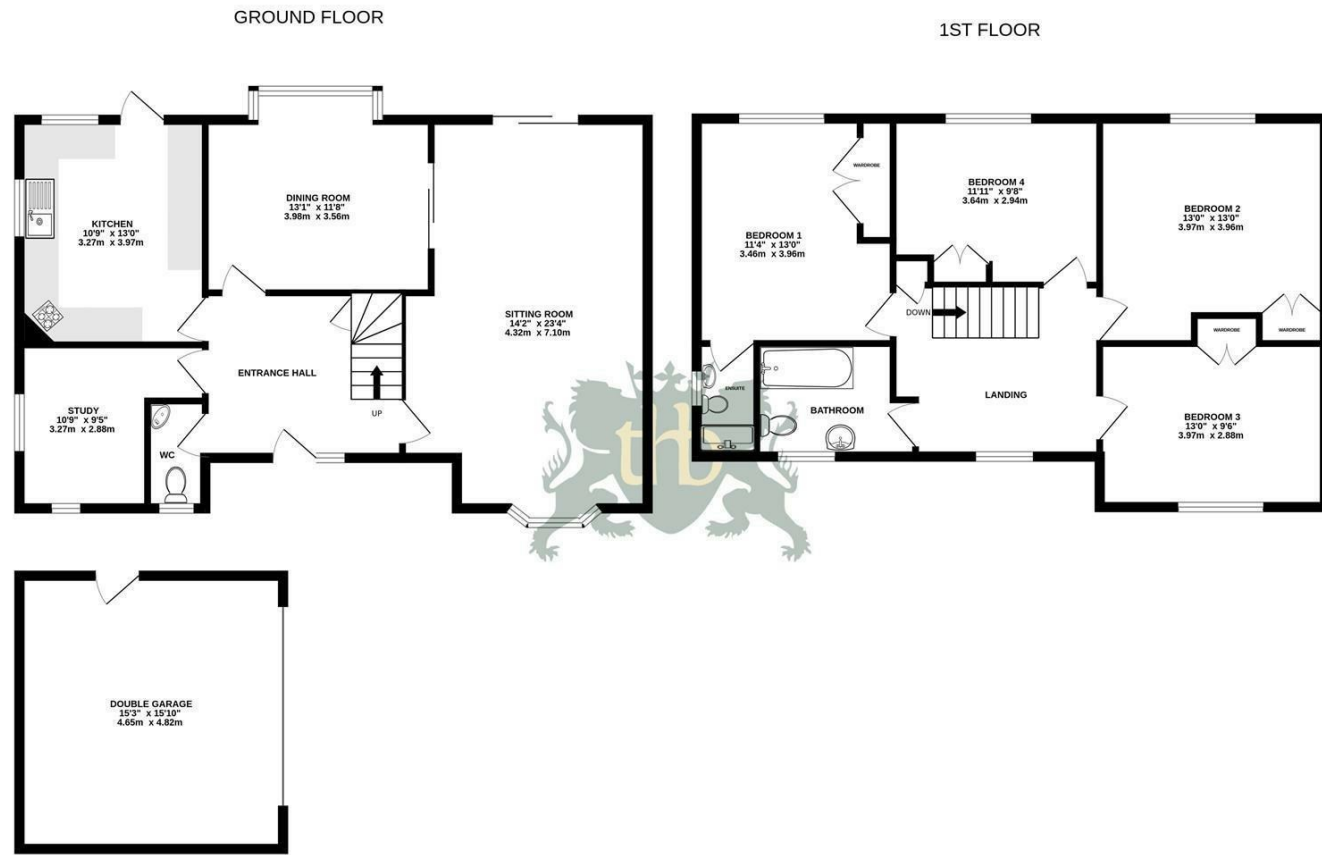 GROUND FLOOR
1ST FLOOR
KITCHEN
10'9" x 13'0"
3.27m x 3.97m
DINING ROOM
13'1" x 11'8"
3.98m x 3.56m
SITTING ROOM
14'2" x 23'4"
4.32m x 7.10m
ENTRANCE HALL
UP
STUDY
10'9" x 9'5"
3.27m x 2.88m
WC
DOUBLE GARAGE
15'3" x 15'10"
4.65m x 4.82m
BEDROOM 1
11'4" x 13'0"
3.46m x 3.96m
WARDROBE
BEDROOM 4
11'11" x 9'8"
3.64m x 2.94m
BEDROOM 2
13'0" x 13'0"
3.97m x 3.96m
DOWN
WARDROBE
WARDROBE
ENSUITE
BATHROOM
LANDING
BEDROOM 3
13'0" x 9'6"
3.97m x 2.88m
thb